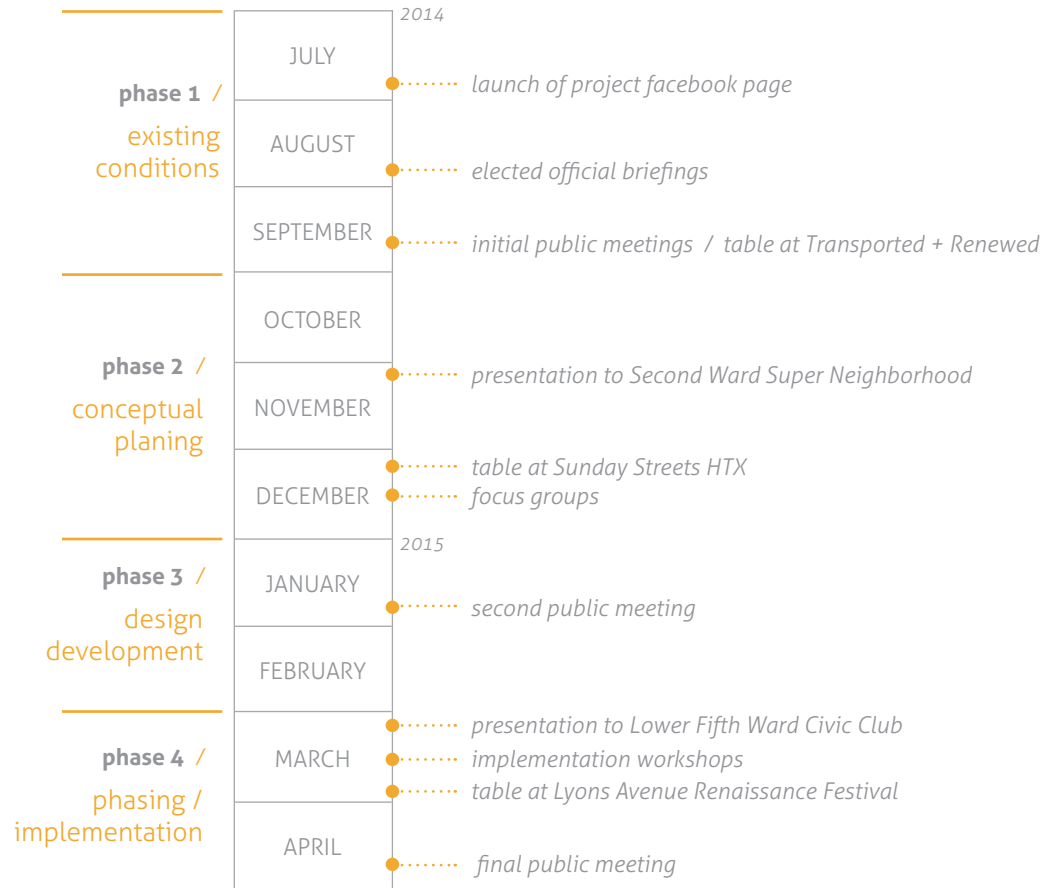 2014
JULY
launch of project facebook page
phase 1 /
existing
conditions
AUGUST
elected official briefings
SEPTEMBER
initial public meetings / table at Transported + Renewed
OCTOBER
phase 2 /
conceptual
planing
presentation to Second Ward Super Neighborhood
NOVEMBER
table at Sunday Streets HTX
DECEMBER
focus groups
2015
phase 3 /
design
development
JANUARY
second public meeting
FEBRUARY
presentation to Lower Fifth Ward Civic Club
phase 4 /
phasing /
implementation
MARCH
implementation workshops
table at Lyons Avenue Renaissance Festival
APRIL
final public meeting